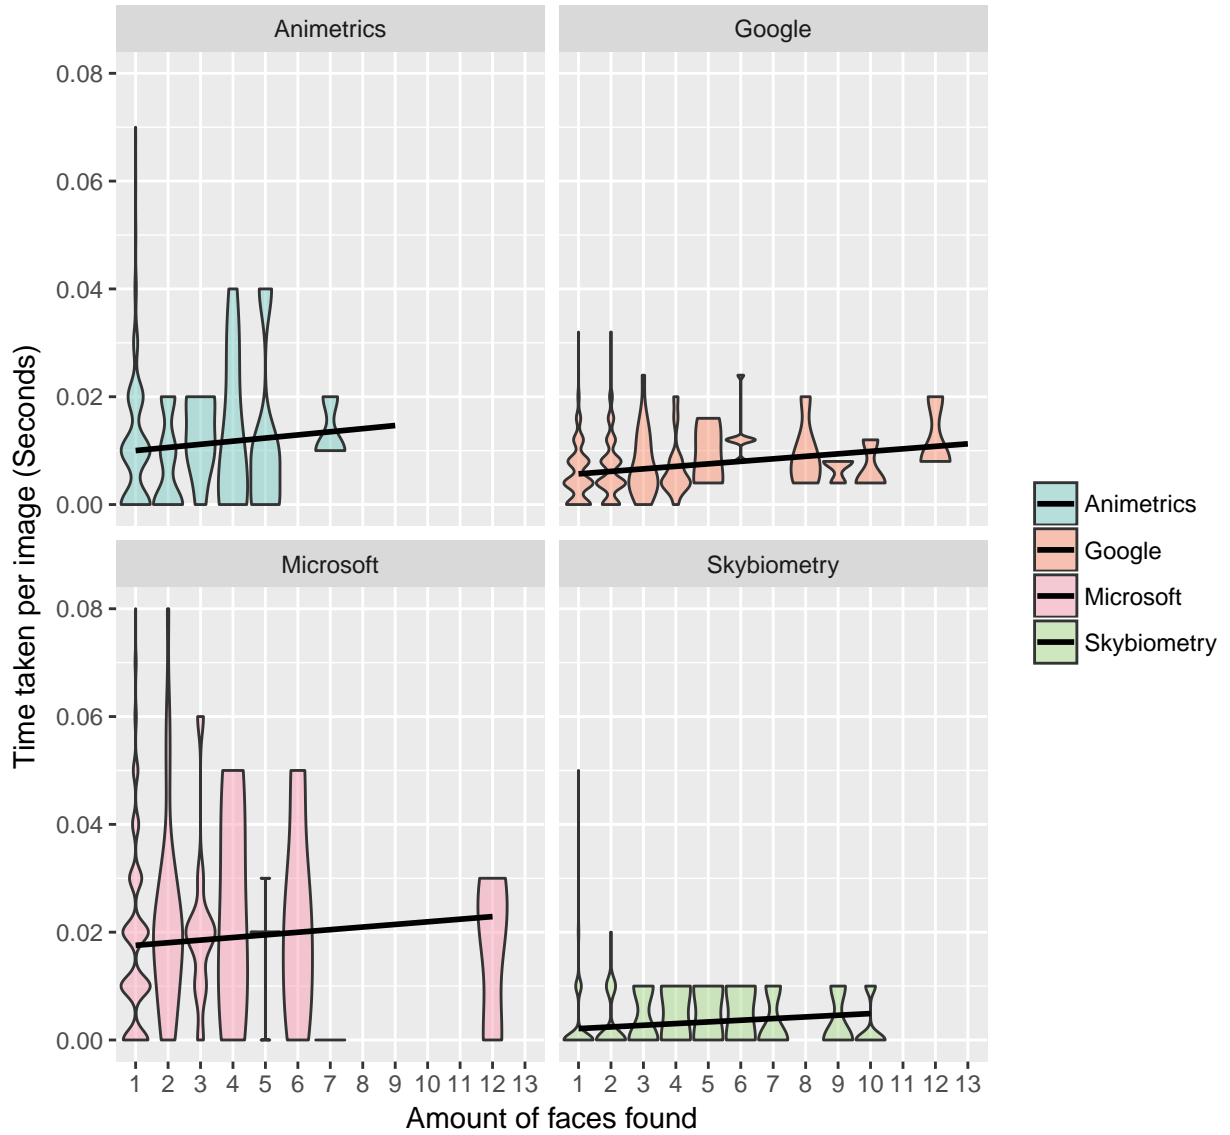 Animetrics
Google
0.08
0.06
0.04
0.02
0.00
Microsoft
Skybiometry
0.08
0.06
0.04
0.02
0.00
1 2 3 4 5 6 7 8 9 10 11 12 13
1 2 3 4 5 6 7 8 9 10 11 12 13
Amount of faces found
Time taken per image (Seconds)
Animetrics
Google
Microsoft
Skybiometry